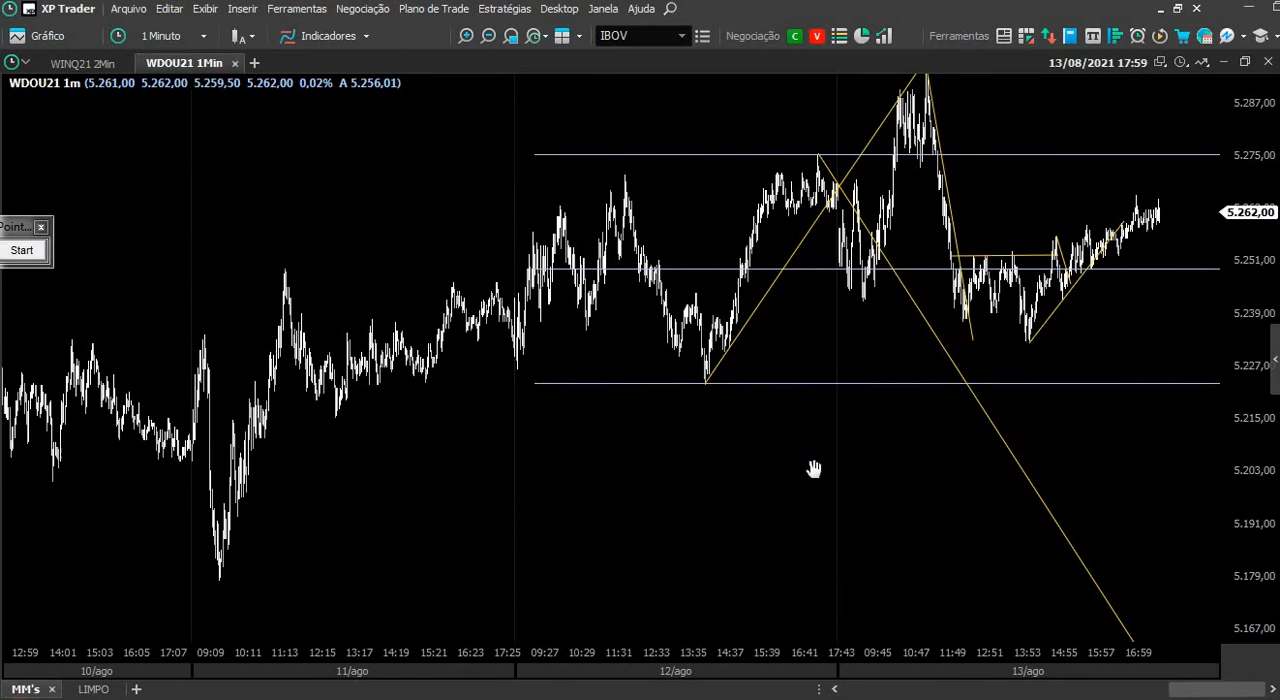 XP Trader Arquivo Editar Exibir Inserir Ferramentas Negociação Plano de Trade Estratégias Desktop Janela Ajuda
Gráfico 1 Minuto Indicadores IBOV Negociação C V Ferramentas
WINQ21 2Min WDOU21 1Min 13/08/2021 17:59
WDOU21 1m (5.261,00 5.262,00 5.259,50 5.262,00 0,02% A 5.256,01)
5.287,00
5.275,00
5.262,00
5.251,00
5.239,00
5.227,00
5.215,00
5.203,00
5.191,00
5.179,00
5.167,00
Point...
Start
12:59 14:01 15:03 16:05 17:07 09:09 10:11 11:13 12:15 13:17 14:19 15:21 16:23 17:25 09:27 10:29 11:31 12:33 13:35 14:37 15:39 16:41 17:43 09:45 10:47 11:49 12:51 13:53 14:55 15:57 16:59
10/ago 11/ago 12/ago 13/ago
MM's LIMPO